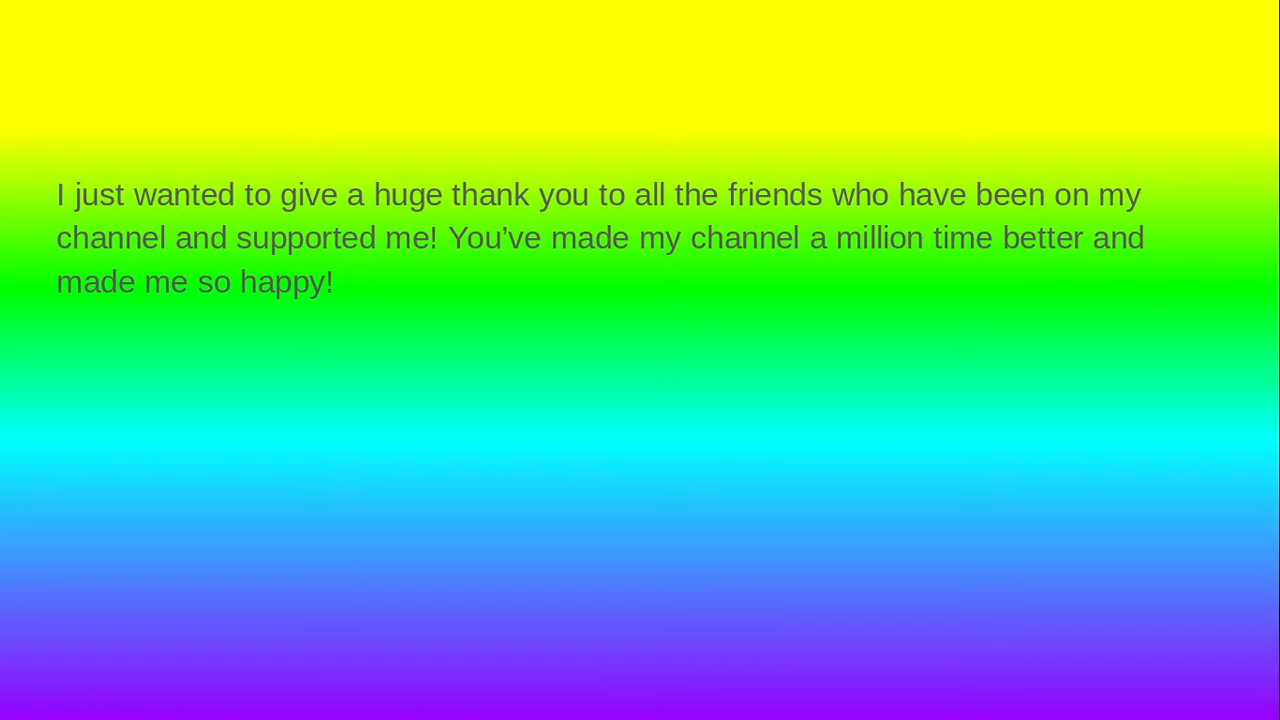 I just wanted to give a huge thank you to all the friends who have been on my
channel and supported me! You’ve made my channel a million time better and
made me so happy!